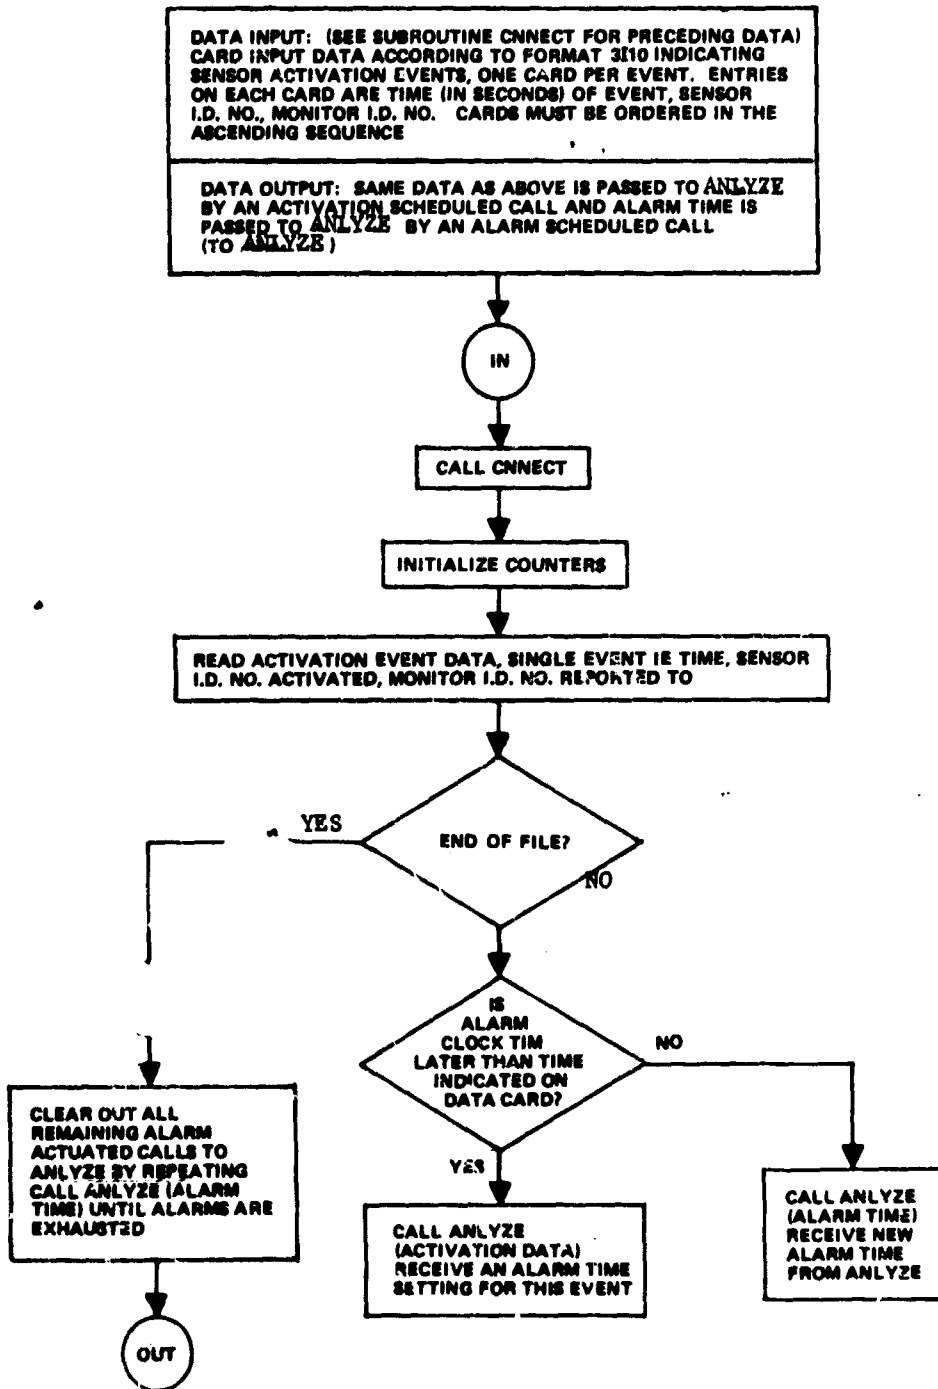 DATA INPUT: (SEE SUBROUTINE CNNECT FOR PRECEDING DATA)
CARD INPUT DATA ACCORDING TO FORMAT 3I10 INDICATING
SENSOR ACTIVATION EVENTS, ONE CARD PER EVENT. ENTRIES
ON EACH CARD ARE TIME (IN SECONDS) OF EVENT, SENSOR
I.D. NO., MONITOR I.D. NO. CARDS MUST BE ORDERED IN THE
ASCENDING SEQUENCE
DATA OUTPUT: SAME DATA AS ABOVE IS PASSED TO ANLYZE
BY AN ACTIVATION SCHEDULED CALL AND ALARM TIME IS
PASSED TO ANLYZE BY AN ALARM SCHEDULED CALL
(TO ANLYZE)
IN
CALL CNNECT
INITIALIZE COUNTERS
READ ACTIVATION EVENT DATA, SINGLE EVENT IE TIME, SENSOR
I.D. NO. ACTIVATED, MONITOR I.D. NO. REPORTED TO
YES
END OF FILE?
NO
IS
ALARM
CLOCK TIM
LATER THAN TIME
INDICATED ON
DATA CARD?
NO
YES
CLEAR OUT ALL
REMAINING ALARM
ACTUATED CALLS TO
ANLYZE BY REPEATING
CALL ANLYZE (ALARM
TIME) UNTIL ALARMS ARE
EXHAUSTED
CALL ANLYZE
(ACTIVATION DATA)
RECEIVE AN ALARM TIME
SETTING FOR THIS EVENT
CALL ANLYZE
(ALARM TIME)
RECEIVE NEW
ALARM TIME
FROM ANLYZE
OUT